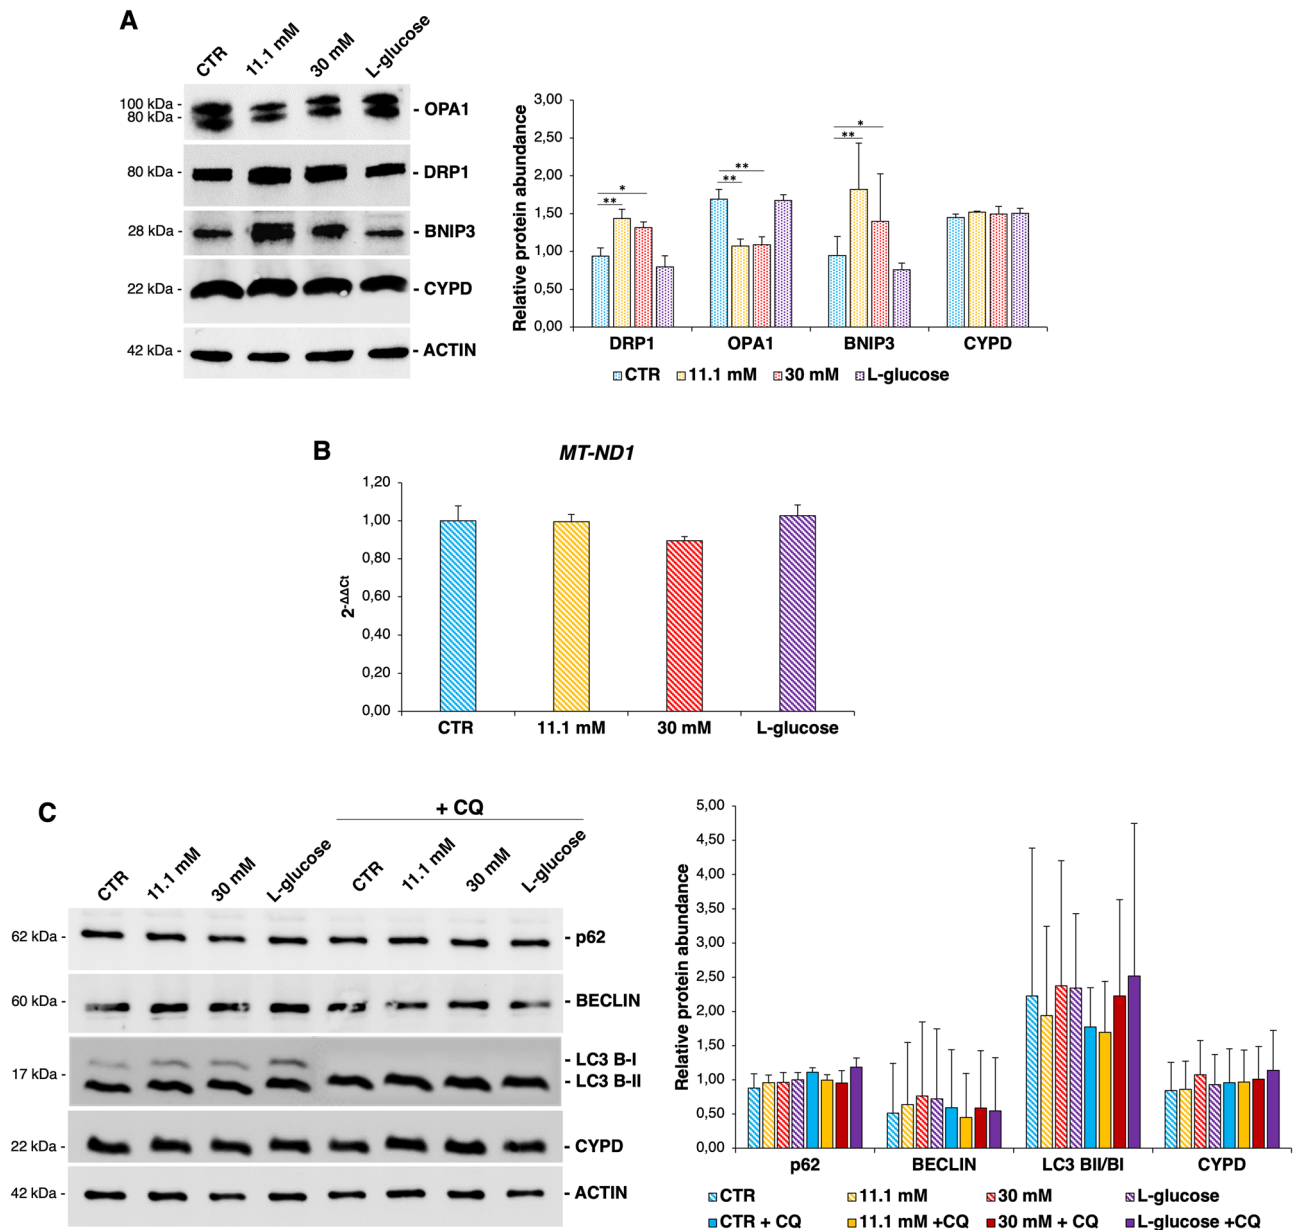 A
CTR
11.1 mM
30 mM
L-glucose
100 kDa -
80 kDa -
- OPA1
80 kDa -
- DRP1
28 kDa -
- BNIP3
22 kDa -
- CYPD
42 kDa -
- ACTIN
Relative protein abundance
3,00
2,50
2,00
1,50
1,00
0,50
0,00
** *
** **
** *
DRP1 OPA1 BNIP3 CYPD
CTR 11.1 mM 30 mM L-glucose
B
MT-ND1
2-ΔΔCt
1,20
1,00
0,80
0,60
0,40
0,20
0,00
CTR 11.1 mM 30 mM L-glucose
C
+ CQ
CTR
11.1 mM
30 mM
L-glucose
CTR
11.1 mM
30 mM
L-glucose
62 kDa -
- p62
60 kDa -
- BECLIN
- LC3 B-I
17 kDa -
- LC3 B-II
22 kDa -
- CYPD
42 kDa -
- ACTIN
Relative protein abundance
5,00
4,50
4,00
3,50
3,00
2,50
2,00
1,50
1,00
0,50
0,00
p62 BECLIN LC3 BII/BI CYPD
CTR 11.1 mM 30 mM L-glucose
CTR + CQ 11.1 mM +CQ 30 mM + CQ L-glucose +CQ